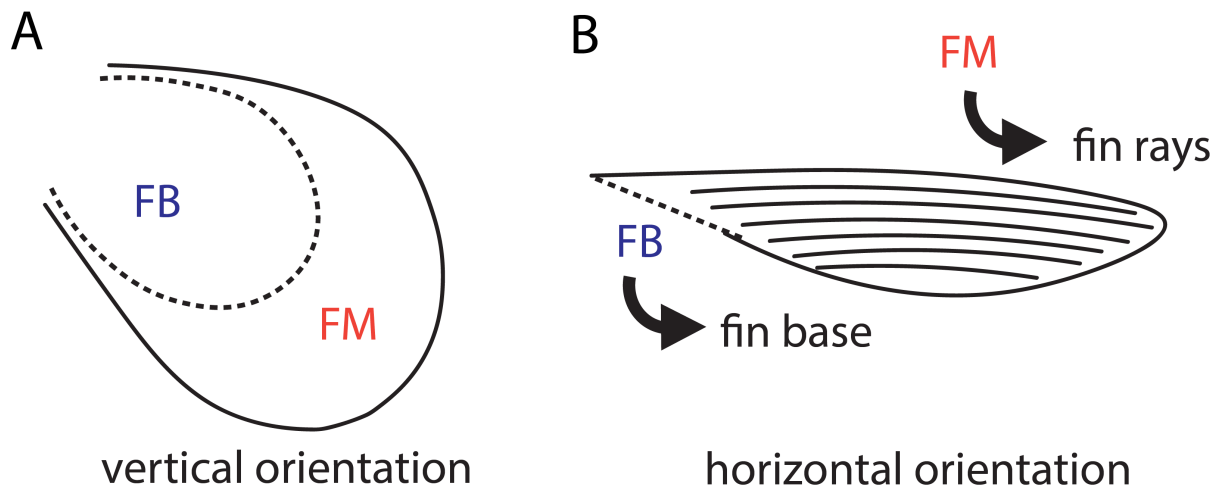 A
FB
FM
vertical orientation
B
FM
fin rays
FB
fin base
horizontal orientation